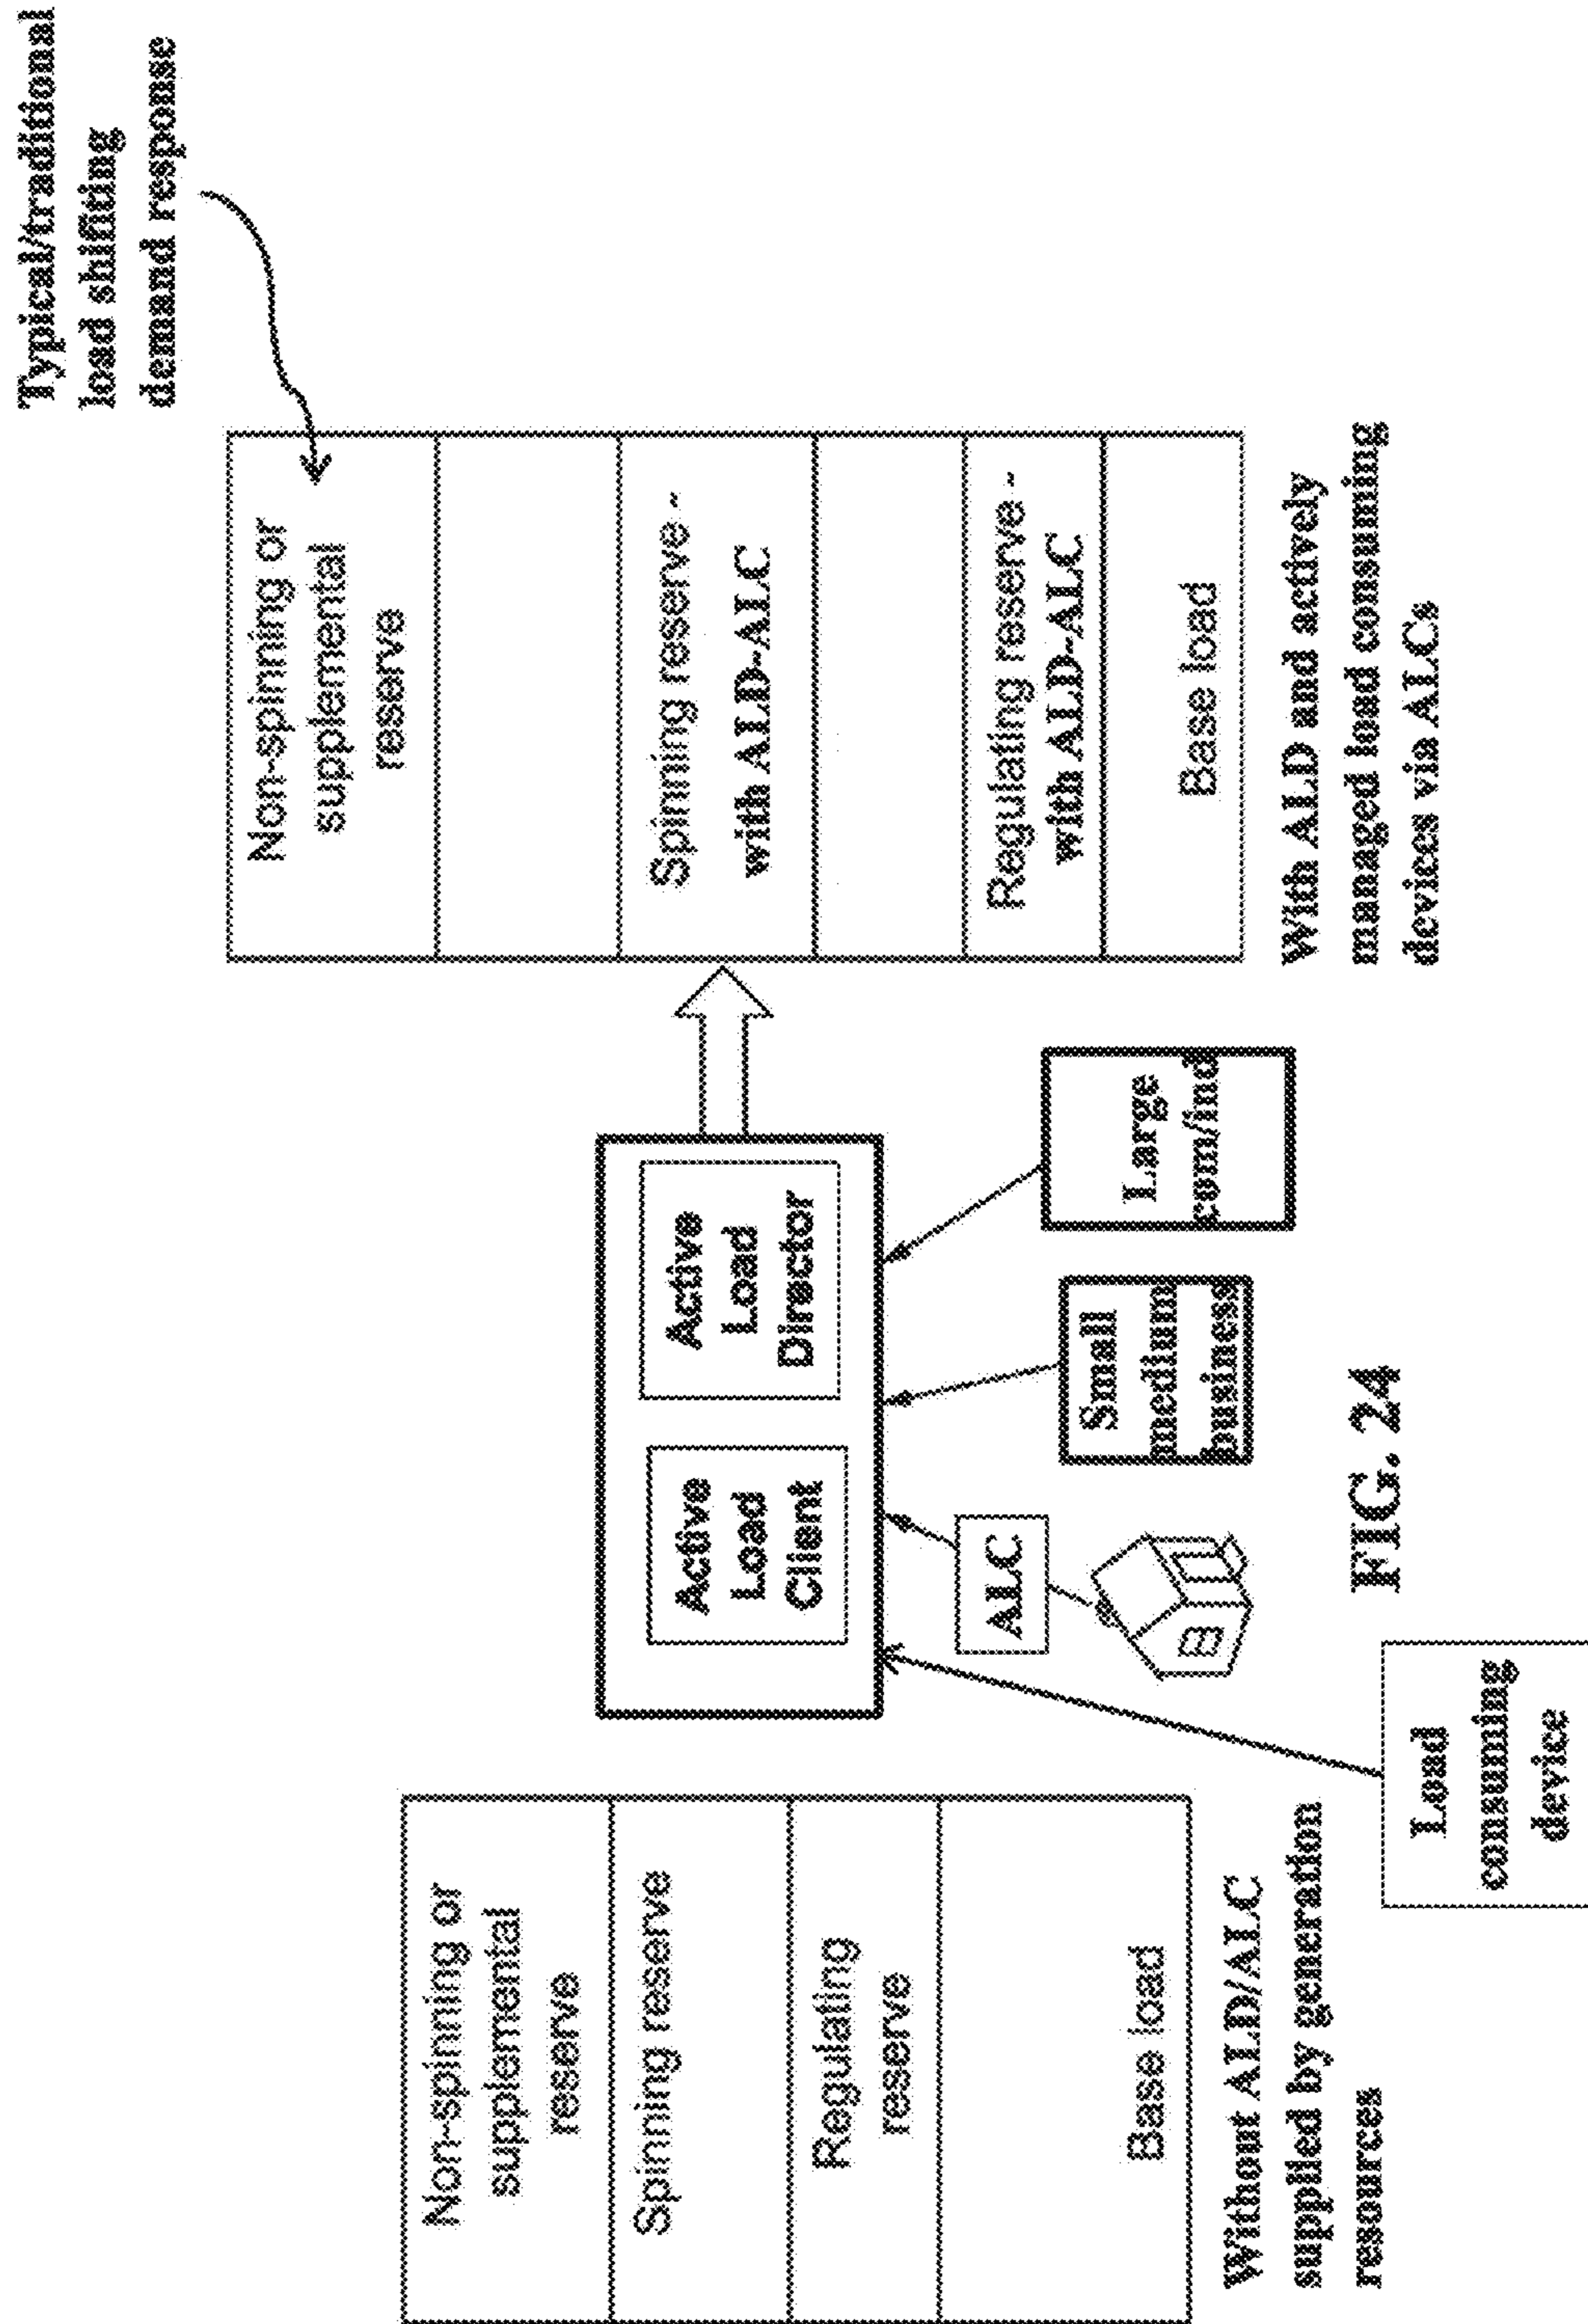 Typical/traditional
load shifiting
demand response
Non-spinning or
supplemental
reserve
Spinning reserve
Regulating
reserve
Base load
Without ALD/ALC
supplied by generation
resources
Active
Load
Client
Active
Load
Director
Load
consuming
device
ALC
Small
medium
business
Large
com/ind
Non-spinning or
supplemental
reserve
Spinning reserve -
with ALD-ALC
Regulating reserve -
with ALD-ALC
Base load
With ALD and actively
managed load consuming
devices via ALCs
FIG. 24